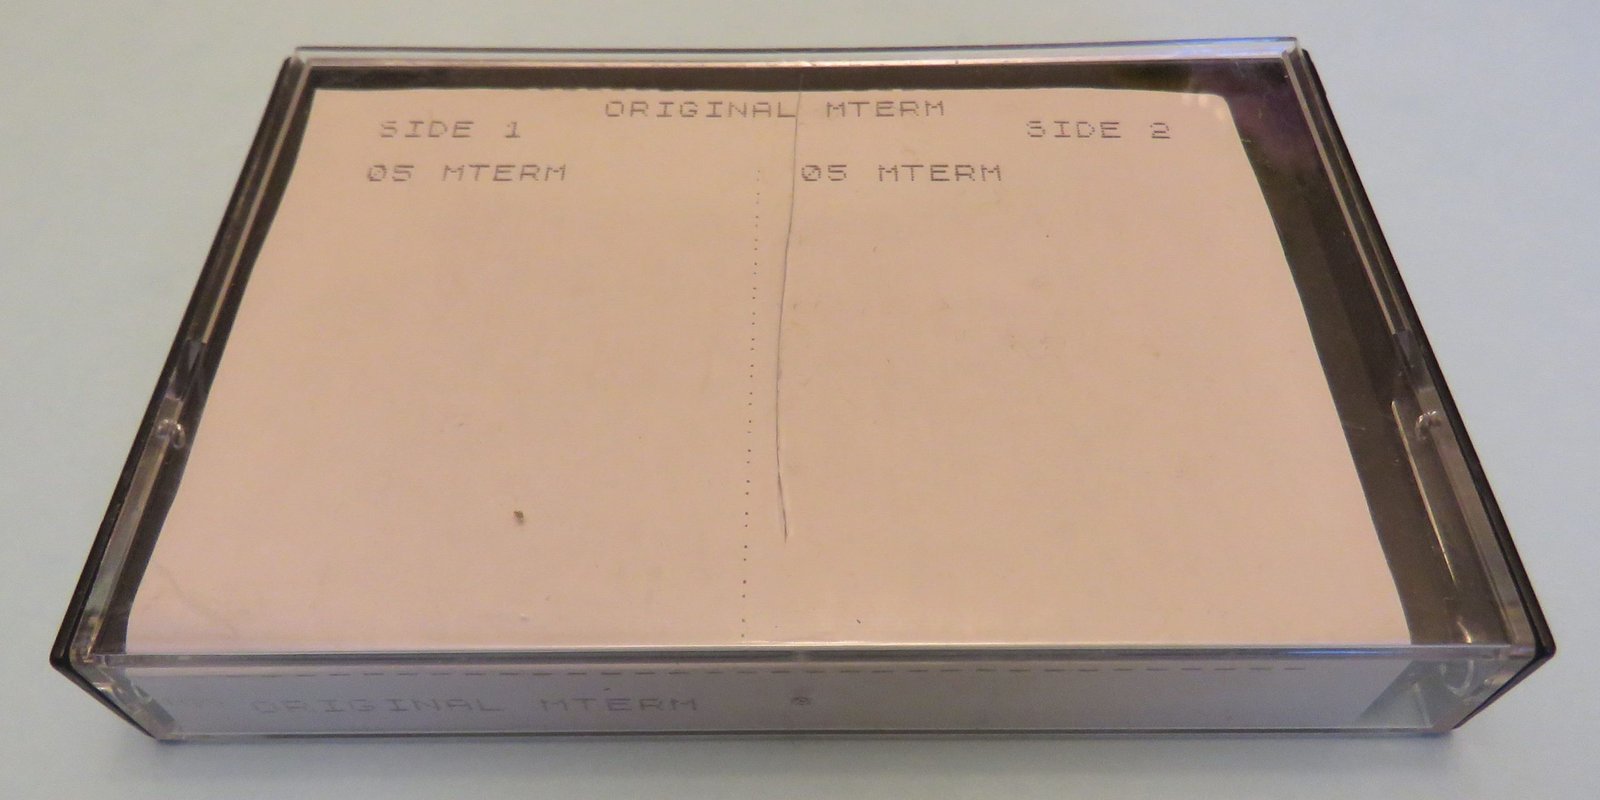 ORIGINAL MTERM
SIDE 1 SIDE 2
05 MTERM 05 MTERM
ORIGINAL MTERM